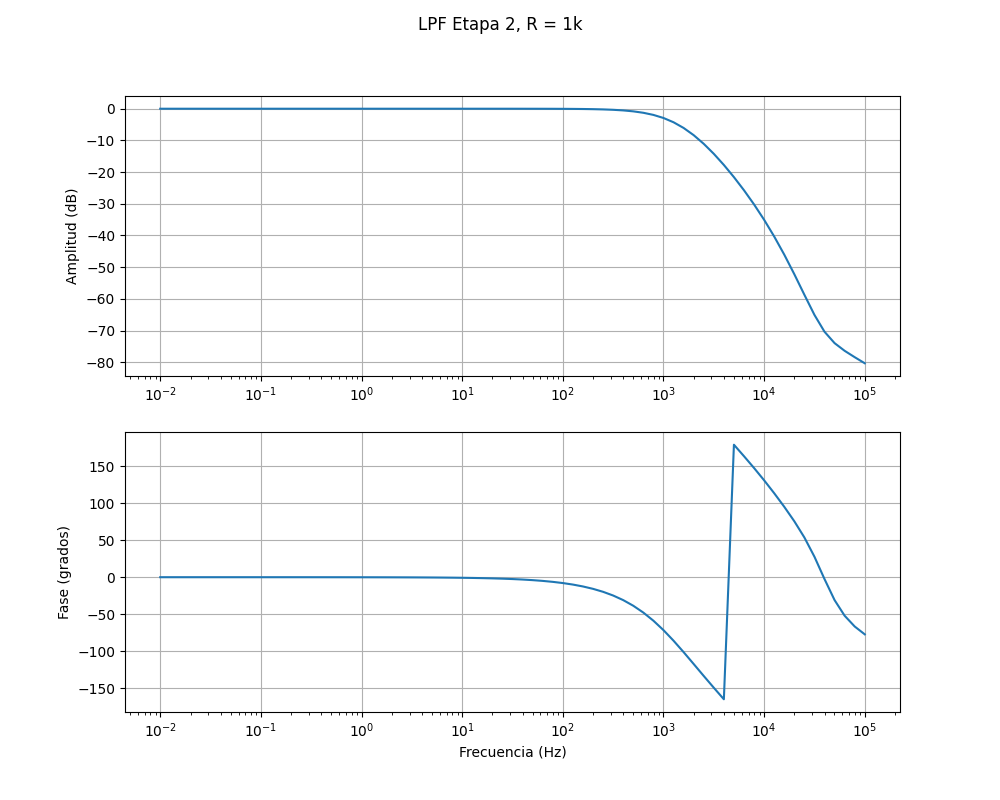 LPF Etapa 2, R = 1k
Amplitud (dB)
0
−10
−20
−30
−40
−50
−60
−70
−80
10⁻² 10⁻¹ 10⁰ 10¹ 10² 10³ 10⁴ 10⁵
Fase (grados)
150
100
50
0
−50
−100
−150
10⁻² 10⁻¹ 10⁰ 10¹ 10² 10³ 10⁴ 10⁵
Frecuencia (Hz)